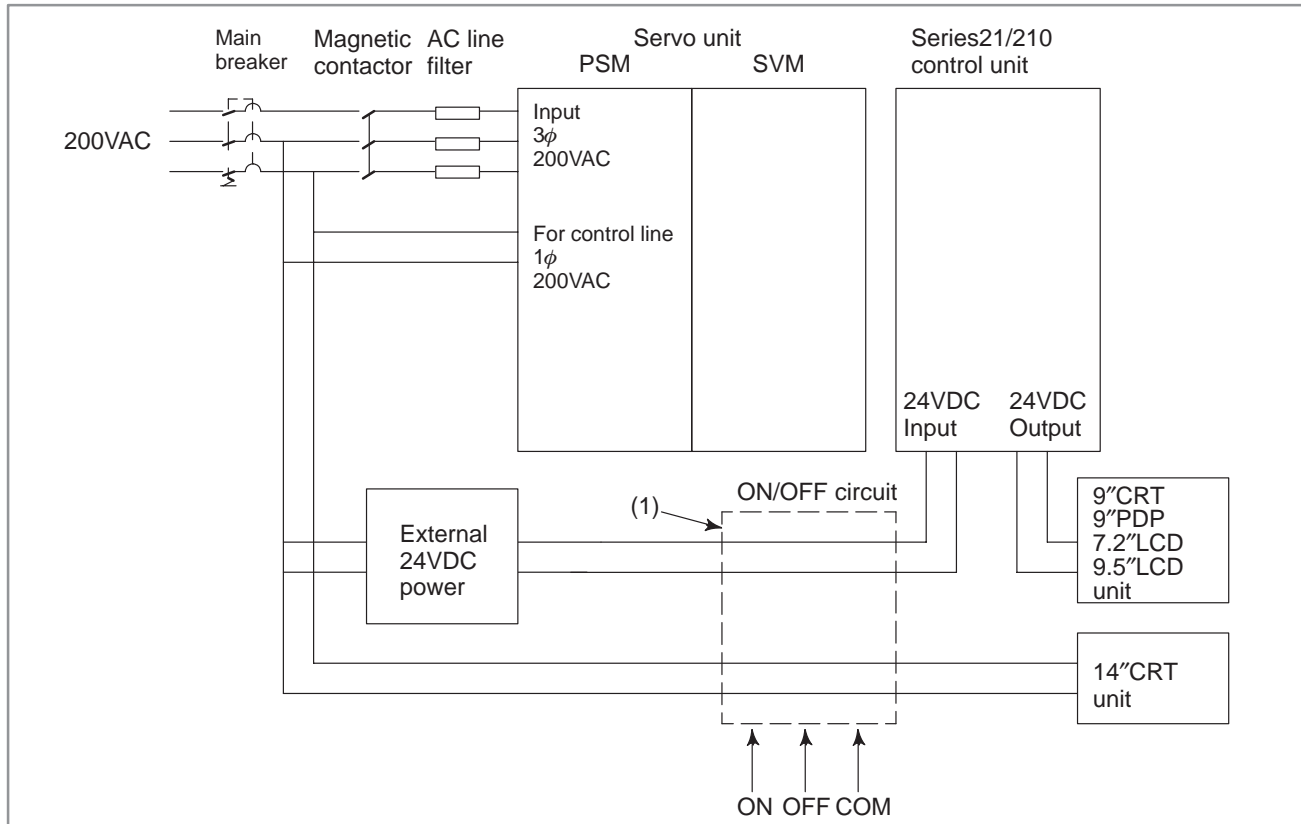 Main
breaker
Magnetic
contactor
AC line
filter
Servo unit
PSM
SVM
Series21/210
control unit
200VAC
Input
3ϕ
200VAC
For control line
1ϕ
200VAC
24VDC
Input
24VDC
Output
ON/OFF circuit
(1)
External
24VDC
power
9″CRT
9″PDP
7.2″LCD
9.5″LCD
unit
14″CRT
unit
ON OFF COM